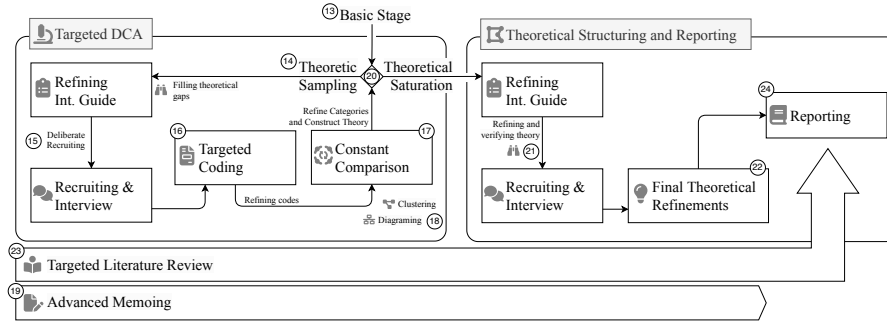 13 Basic Stage
Targeted DCA
Theoretical Structuring and Reporting
14 Theoretic
Sampling
20
Theoretical
Saturation
Refining
Int. Guide
Filling theoretical
gaps
15 Deliberate
Recruiting
Recruiting &
Interview
16
Targeted
Coding
Refining codes
Refine Categories
and Construct Theory
17
Constant
Comparison
Clustering
Diagraming 18
Refining
Int. Guide
Refining and
verifying theory
21
Recruiting &
Interview
22
Final Theoretical
Refinements
24
Reporting
23
Targeted Literature Review
19
Advanced Memoing